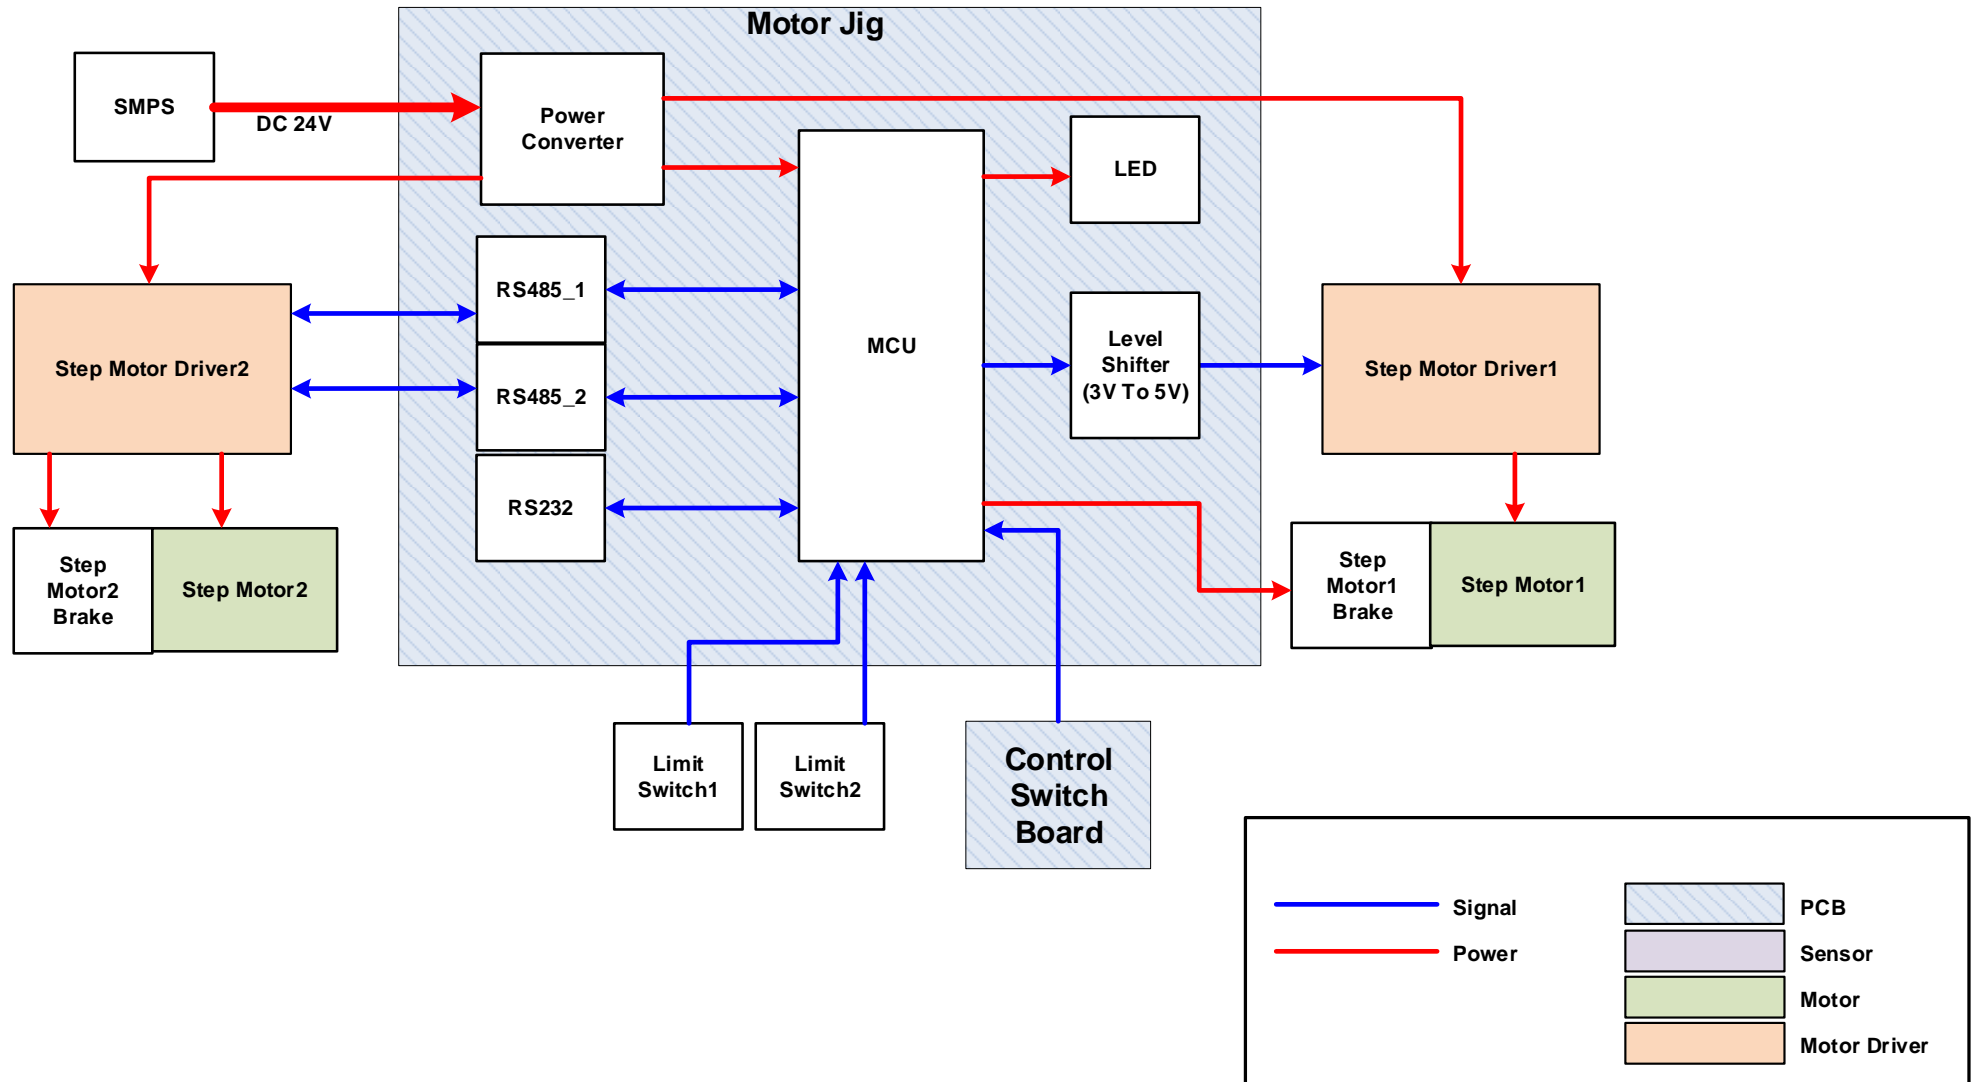 Motor Jig
SMPS
DC 24V
Power
Converter
LED
MCU
RS485_1
RS485_2
RS232
Level
Shifter
(3V To 5V)
Step Motor Driver2
Step Motor Driver1
Step
Motor2
Brake
Step Motor2
Step
Motor1
Brake
Step Motor1
Limit
Switch1
Limit
Switch2
Control
Switch
Board
Signal
Power
PCB
Sensor
Motor
Motor Driver